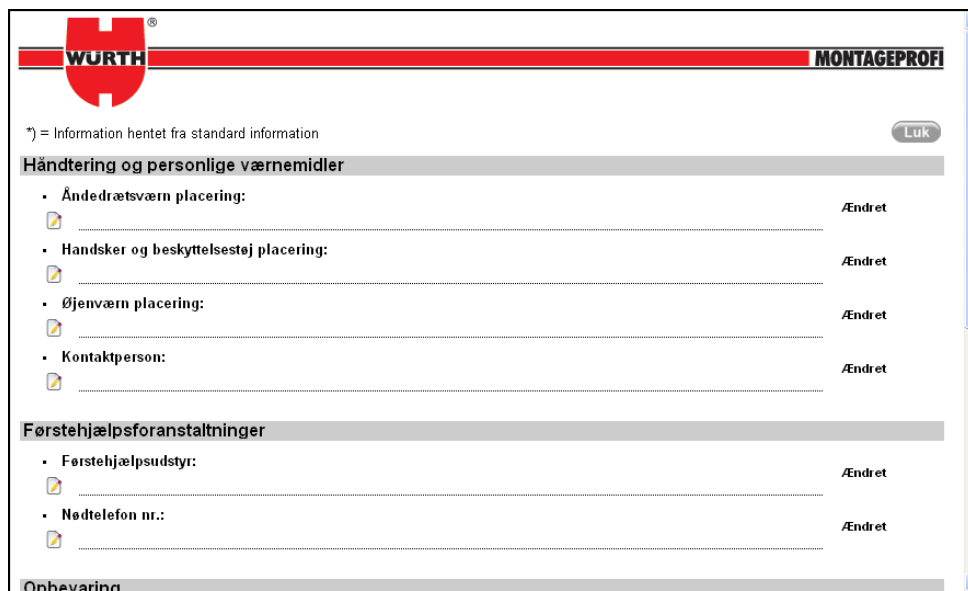 ®
WÜRTH
MONTAGEPROFI
*) = Information hentet fra standard information
Luk
Håndtering og personlige værnemidler
• Åndedrætsværn placering:
Ændret
• Handsker og beskyttelsestøj placering:
Ændret
• Øjenværn placering:
Ændret
• Kontaktperson:
Ændret
Førstehjælpsforanstaltninger
• Førstehjælpsudstyr:
Ændret
• Nødtelefon nr.:
Ændret
Opbevaring